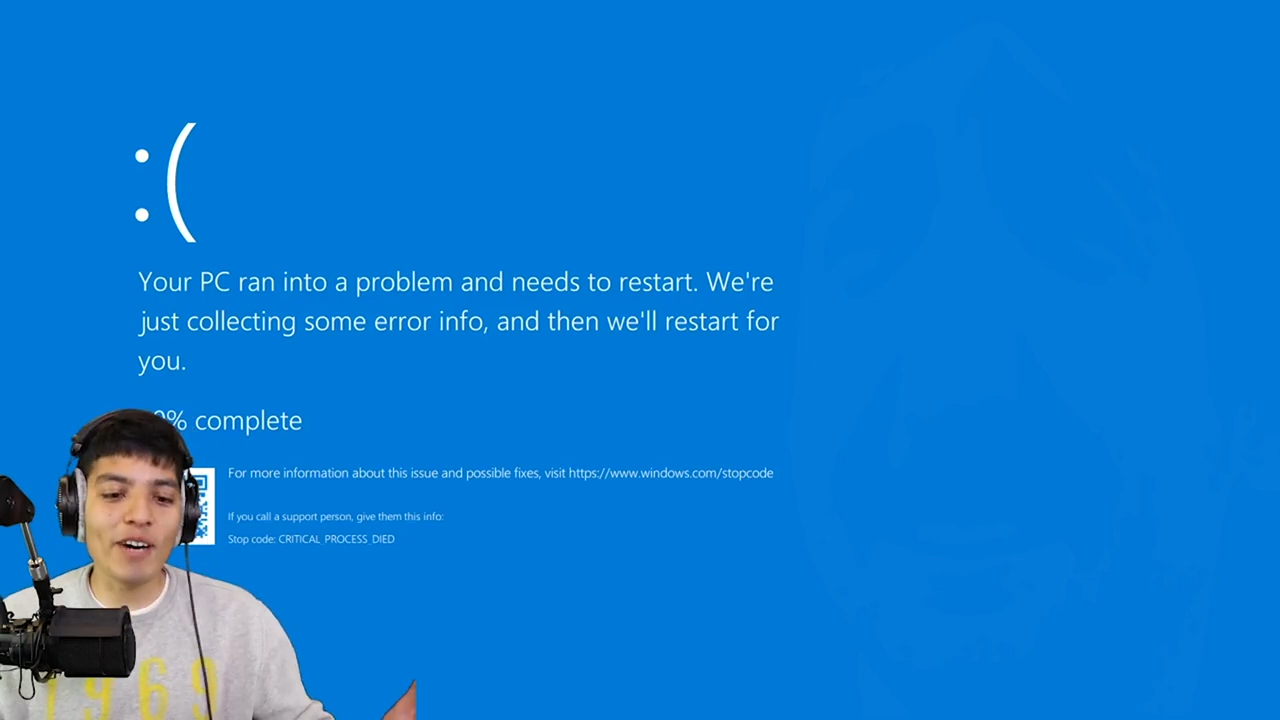 :(
Your PC ran into a problem and needs to restart. We're
just collecting some error info, and then we'll restart for
you.
complete
For more information about this issue and possible fixes, visit https://www.windows.com/stopcode
If you call a support person, give them this info:
Stop code: CRITICAL_PROCESS_DIED
1969